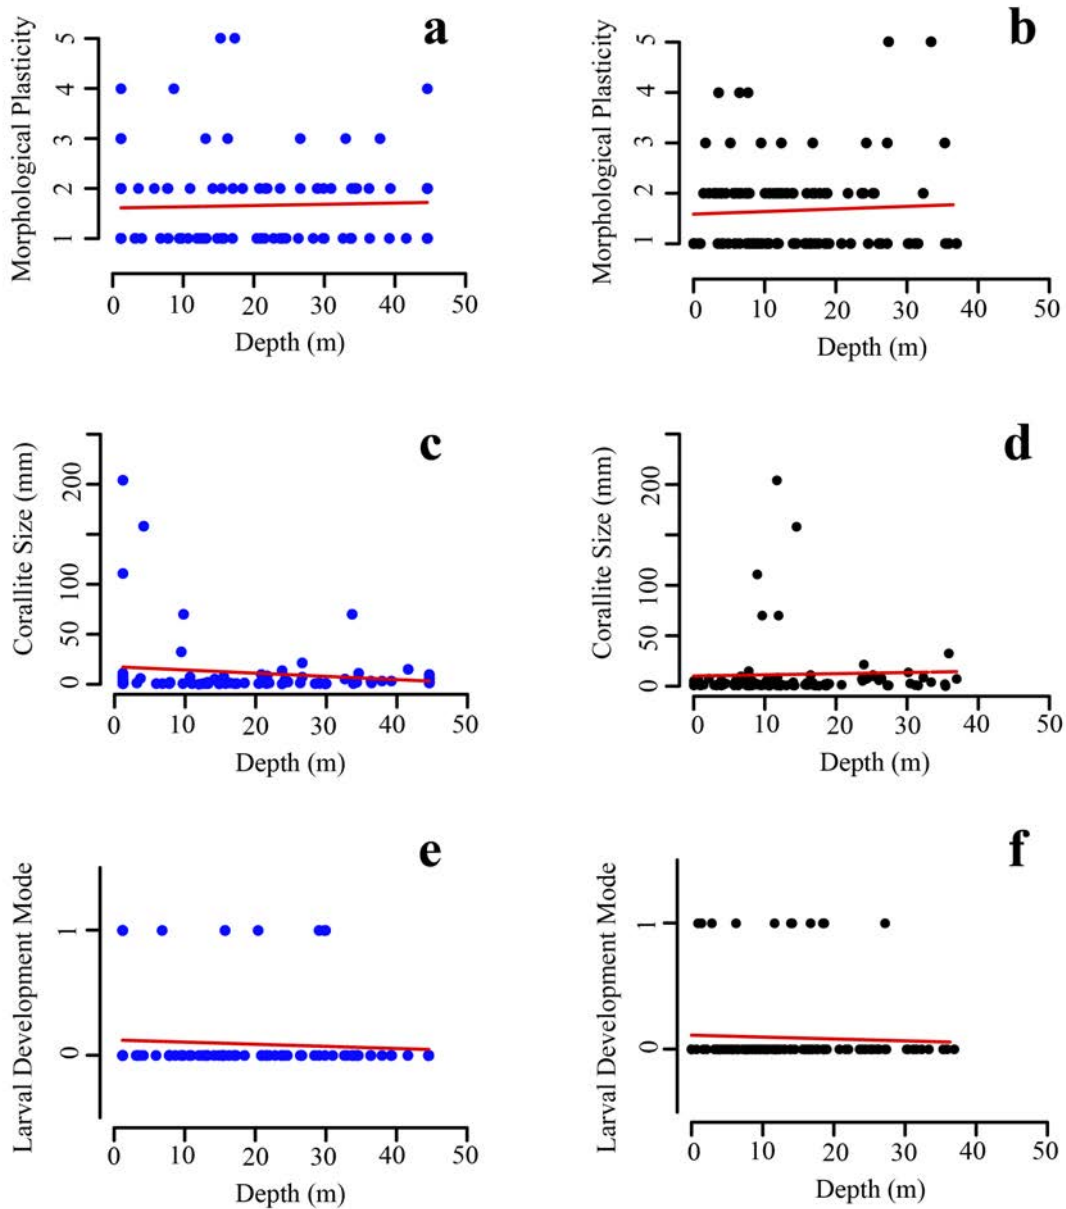 a
Morphological Plasticity
5
4
3
2
1
0 10 20 30 40 50
Depth (m)
b
Morphological Plasticity
5
4
3
2
1
0 10 20 30 40 50
Depth (m)
c
Corallite Size (mm)
200
100
50
0
0 10 20 30 40 50
Depth (m)
d
Corallite Size (mm)
200
100
50
0
0 10 20 30 40 50
Depth (m)
e
Larval Development Mode
1
0
0 10 20 30 40 50
Depth (m)
f
Larval Development Mode
1
0
0 10 20 30 40 50
Depth (m)